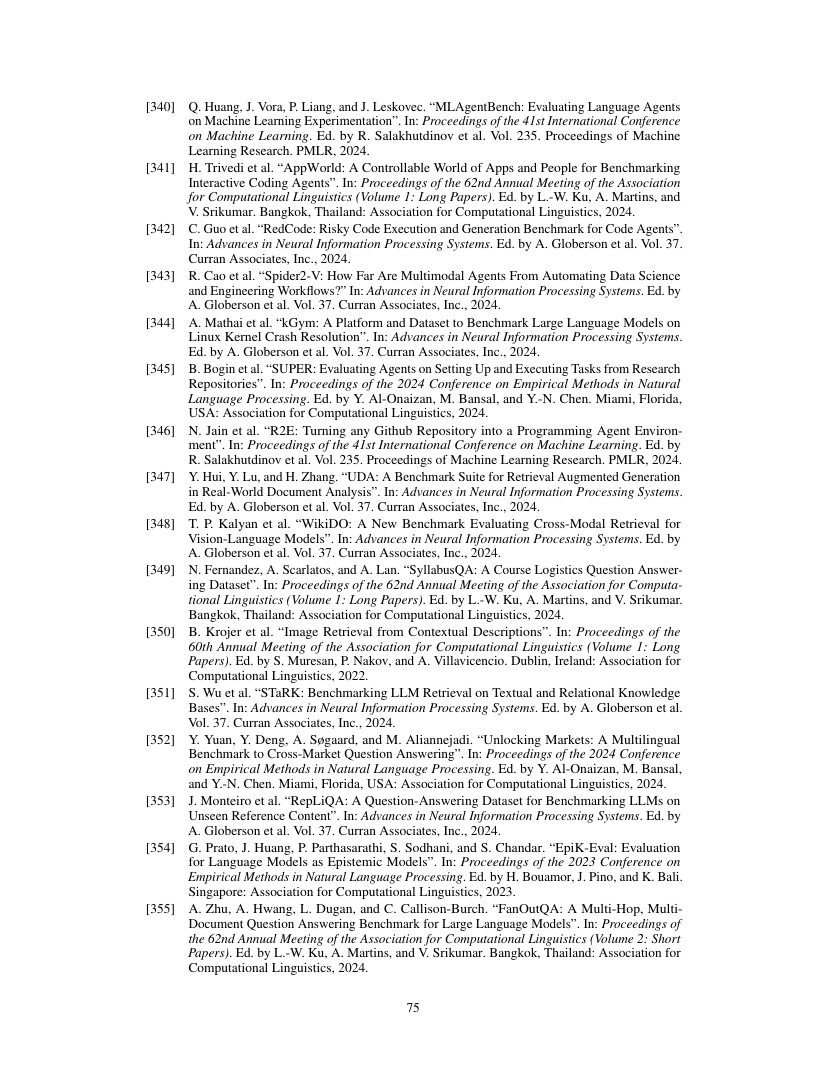 [340] Q. Huang, J. Vora, P. Liang, and J. Leskovec. “MLAgentBench: Evaluating Language Agents
on Machine Learning Experimentation”. In: Proceedings of the 41st International Conference
on Machine Learning. Ed. by R. Salakhutdinov et al. Vol. 235. Proceedings of Machine
Learning Research. PMLR, 2024.
[341] H. Trivedi et al. “AppWorld: A Controllable World of Apps and People for Benchmarking
Interactive Coding Agents”. In: Proceedings of the 62nd Annual Meeting of the Association
for Computational Linguistics (Volume 1: Long Papers). Ed. by L.-W. Ku, A. Martins, and
V. Srikumar. Bangkok, Thailand: Association for Computational Linguistics, 2024.
[342] C. Guo et al. “RedCode: Risky Code Execution and Generation Benchmark for Code Agents”.
In: Advances in Neural Information Processing Systems. Ed. by A. Globerson et al. Vol. 37.
Curran Associates, Inc., 2024.
[343] R. Cao et al. “Spider2-V: How Far Are Multimodal Agents From Automating Data Science
and Engineering Workflows?” In: Advances in Neural Information Processing Systems. Ed. by
A. Globerson et al. Vol. 37. Curran Associates, Inc., 2024.
[344] A. Mathai et al. “kGym: A Platform and Dataset to Benchmark Large Language Models on
Linux Kernel Crash Resolution”. In: Advances in Neural Information Processing Systems.
Ed. by A. Globerson et al. Vol. 37. Curran Associates, Inc., 2024.
[345] B. Bogin et al. “SUPER: Evaluating Agents on Setting Up and Executing Tasks from Research
Repositories”. In: Proceedings of the 2024 Conference on Empirical Methods in Natural
Language Processing. Ed. by Y. Al-Onaizan, M. Bansal, and Y.-N. Chen. Miami, Florida,
USA: Association for Computational Linguistics, 2024.
[346] N. Jain et al. “R2E: Turning any Github Repository into a Programming Agent Environ-
ment”. In: Proceedings of the 41st International Conference on Machine Learning. Ed. by
R. Salakhutdinov et al. Vol. 235. Proceedings of Machine Learning Research. PMLR, 2024.
[347] Y. Hui, Y. Lu, and H. Zhang. “UDA: A Benchmark Suite for Retrieval Augmented Generation
in Real-World Document Analysis”. In: Advances in Neural Information Processing Systems.
Ed. by A. Globerson et al. Vol. 37. Curran Associates, Inc., 2024.
[348] T. P. Kalyan et al. “WikiDO: A New Benchmark Evaluating Cross-Modal Retrieval for
Vision-Language Models”. In: Advances in Neural Information Processing Systems. Ed. by
A. Globerson et al. Vol. 37. Curran Associates, Inc., 2024.
[349] N. Fernandez, A. Scarlatos, and A. Lan. “SyllabusQA: A Course Logistics Question Answer-
ing Dataset”. In: Proceedings of the 62nd Annual Meeting of the Association for Computa-
tional Linguistics (Volume 1: Long Papers). Ed. by L.-W. Ku, A. Martins, and V. Srikumar.
Bangkok, Thailand: Association for Computational Linguistics, 2024.
[350] B. Krojer et al. “Image Retrieval from Contextual Descriptions”. In: Proceedings of the
60th Annual Meeting of the Association for Computational Linguistics (Volume 1: Long
Papers). Ed. by S. Muresan, P. Nakov, and A. Villavicencio. Dublin, Ireland: Association for
Computational Linguistics, 2022.
[351] S. Wu et al. “STaRK: Benchmarking LLM Retrieval on Textual and Relational Knowledge
Bases”. In: Advances in Neural Information Processing Systems. Ed. by A. Globerson et al.
Vol. 37. Curran Associates, Inc., 2024.
[352] Y. Yuan, Y. Deng, A. Søgaard, and M. Aliannejadi. “Unlocking Markets: A Multilingual
Benchmark to Cross-Market Question Answering”. In: Proceedings of the 2024 Conference
on Empirical Methods in Natural Language Processing. Ed. by Y. Al-Onaizan, M. Bansal,
and Y.-N. Chen. Miami, Florida, USA: Association for Computational Linguistics, 2024.
[353] J. Monteiro et al. “RepLiQA: A Question-Answering Dataset for Benchmarking LLMs on
Unseen Reference Content”. In: Advances in Neural Information Processing Systems. Ed. by
A. Globerson et al. Vol. 37. Curran Associates, Inc., 2024.
[354] G. Prato, J. Huang, P. Parthasarathi, S. Sodhani, and S. Chandar. “EpiK-Eval: Evaluation
for Language Models as Epistemic Models”. In: Proceedings of the 2023 Conference on
Empirical Methods in Natural Language Processing. Ed. by H. Bouamor, J. Pino, and K. Bali.
Singapore: Association for Computational Linguistics, 2023.
[355] A. Zhu, A. Hwang, L. Dugan, and C. Callison-Burch. “FanOutQA: A Multi-Hop, Multi-
Document Question Answering Benchmark for Large Language Models”. In: Proceedings of
the 62nd Annual Meeting of the Association for Computational Linguistics (Volume 2: Short
Papers). Ed. by L.-W. Ku, A. Martins, and V. Srikumar. Bangkok, Thailand: Association for
Computational Linguistics, 2024.
75